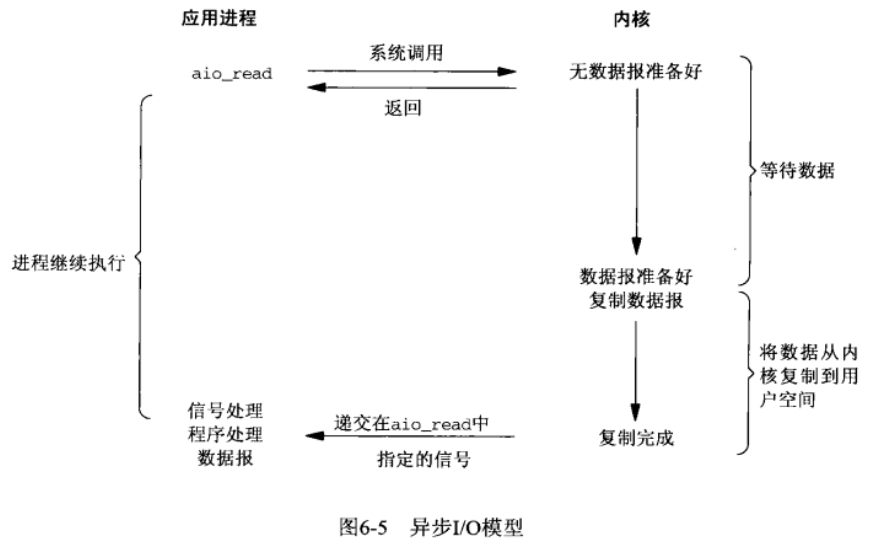 应用进程
内核
系统调用
aio_read
无数据报准备好
返回
等待数据
进程继续执行
数据报准备好
复制数据报
将数据从内
核复制到用
户空间
信号处理
程序处理
数据报
递交在aio_read中
指定的信号
复制完成
图6-5 异步I/O模型